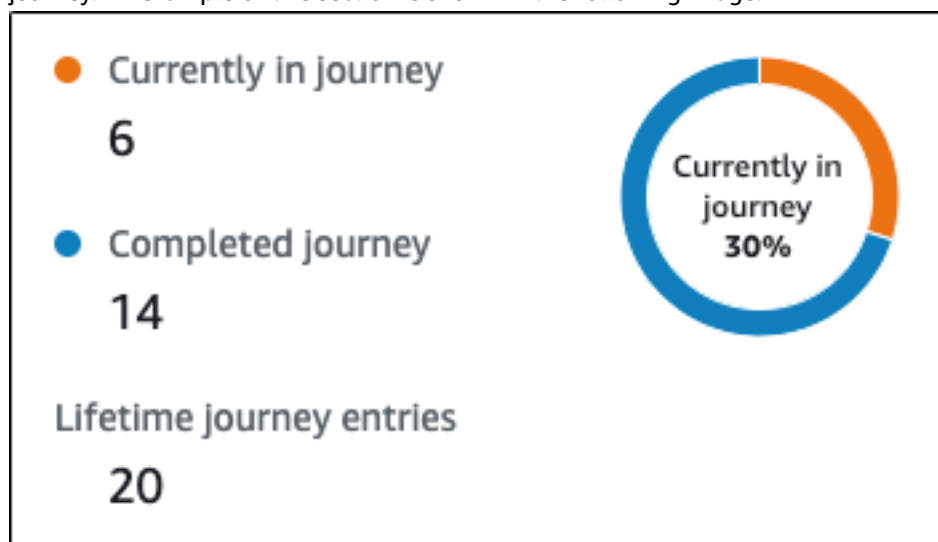 Currently in journey
6
Completed journey
14
Lifetime journey entries
20
Currently in
journey
30%